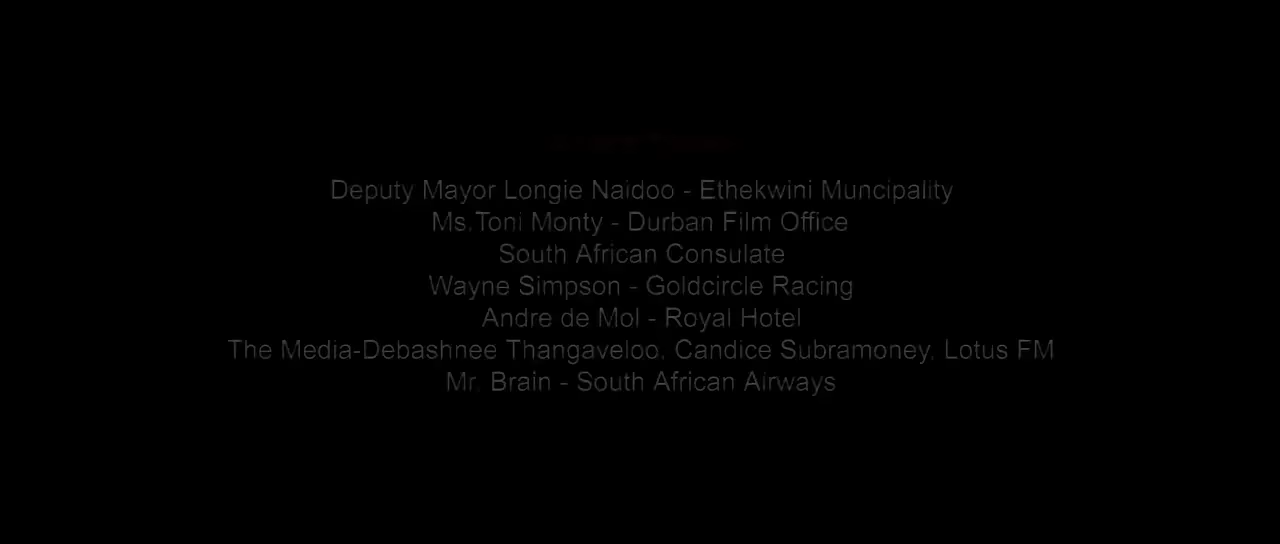 Deputy Mayor Longie Naidoo - Ethekwini Muncipality
Ms.Toni Monty - Durban Film Office
South African Consulate
Wayne Simpson - Goldcircle Racing
Andre de Mol - Royal Hotel
The Media-Debashnee Thangaveloo, Candice Subramoney, Lotus FM
Mr. Brain - South African Airways